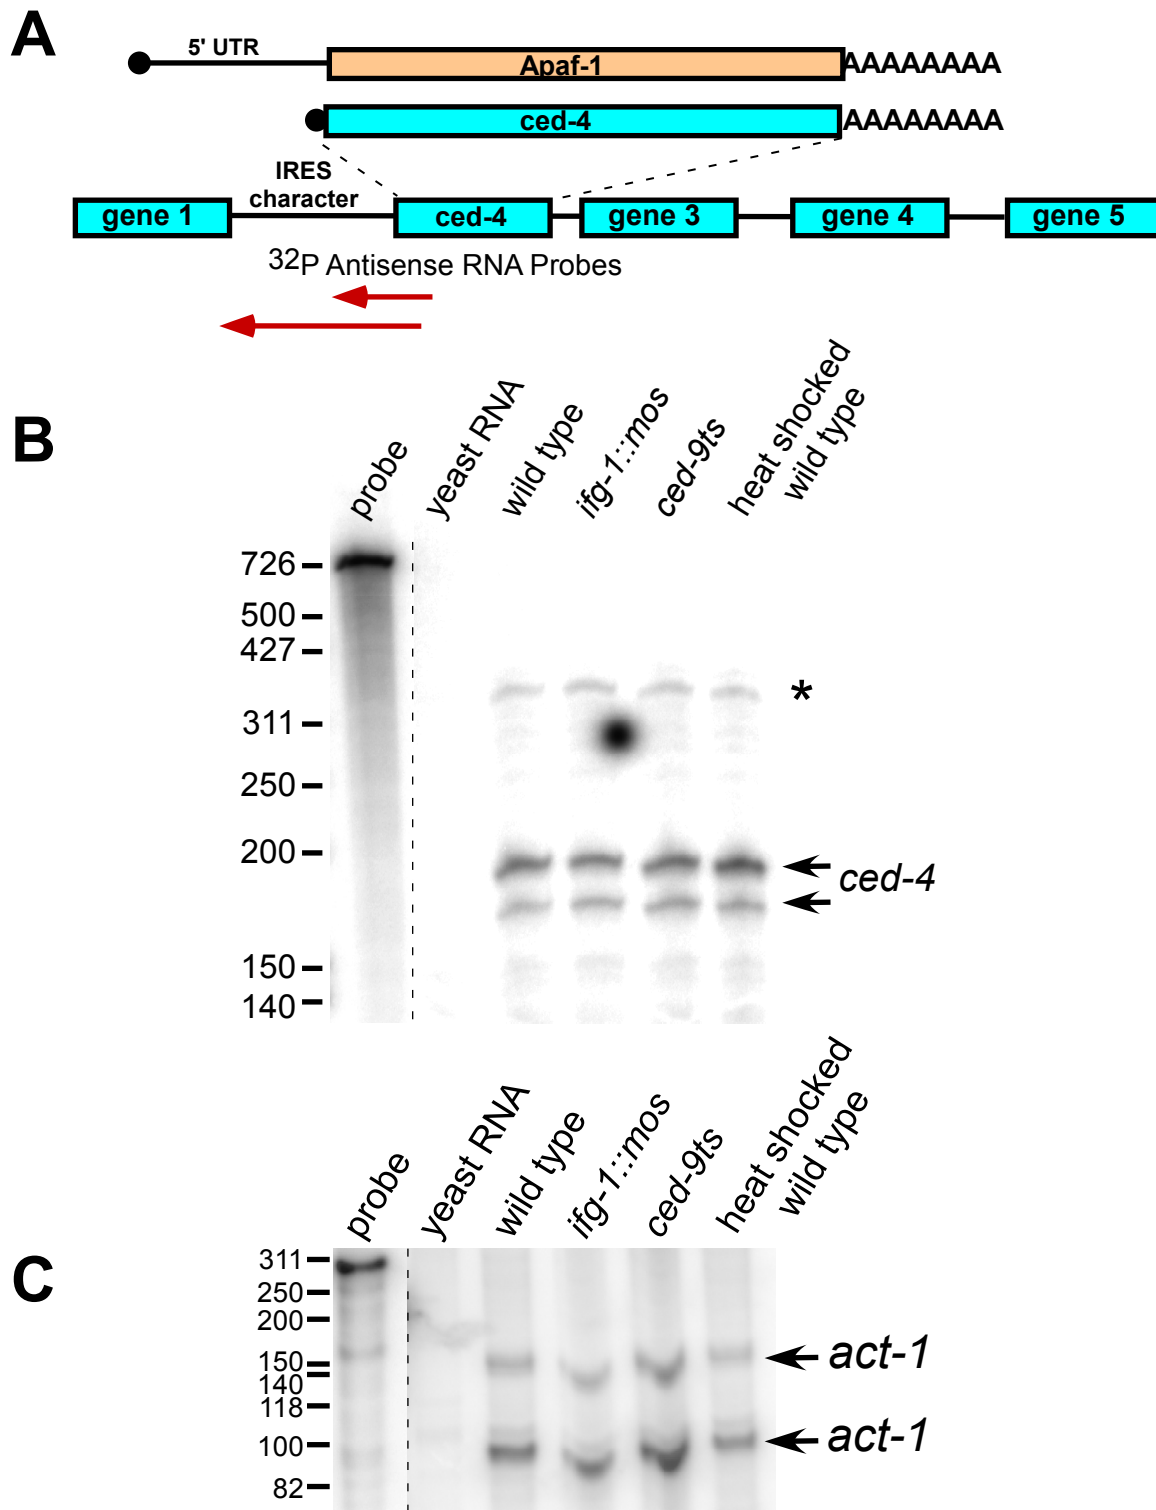 A
5' UTR
Apaf-1
AAAAAAAA
ced-4
AAAAAAAA
IRES
character
gene 1
ced-4
gene 3
gene 4
gene 5
32P Antisense RNA Probes
B
probe
yeast RNA
wild type
ifg-1::mos
ced-9ts
heat shocked
wild type
726
500
427
*
311
250
200
ced-4
150
140
C
probe
yeast RNA
wild type
ifg-1::mos
ced-9ts
heat shocked
wild type
311
250
200
150
act-1
140
118
100
act-1
82